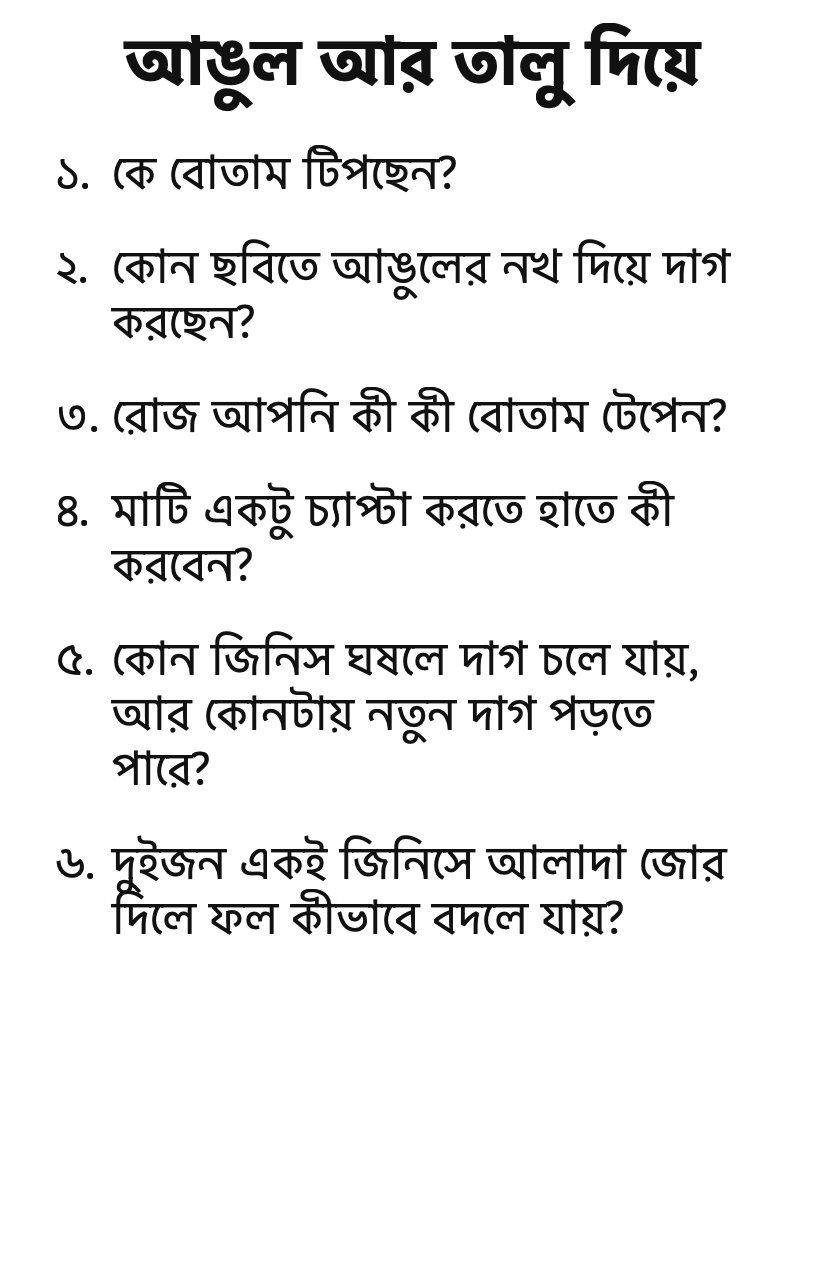 আঙুল আর তালু দিয়ে
১. কে বোতাম টিপছেন?
২. কোন ছবিতে আঙুলের নখ দিয়ে দাগ
করছেন?
৩. রোজ আপনি কী কী বোতাম টেপেন?
৪. মাটি একটু চ্যাপ্টা করতে হাতে কী
করবেন?
৫. কোন জিনিস ঘষলে দাগ চলে যায়,
আর কোনটায় নতুন দাগ পড়তে
পারে?
৬. দুইজন একই জিনিসে আলাদা জোর
দিলে ফল কীভাবে বদলে যায়?